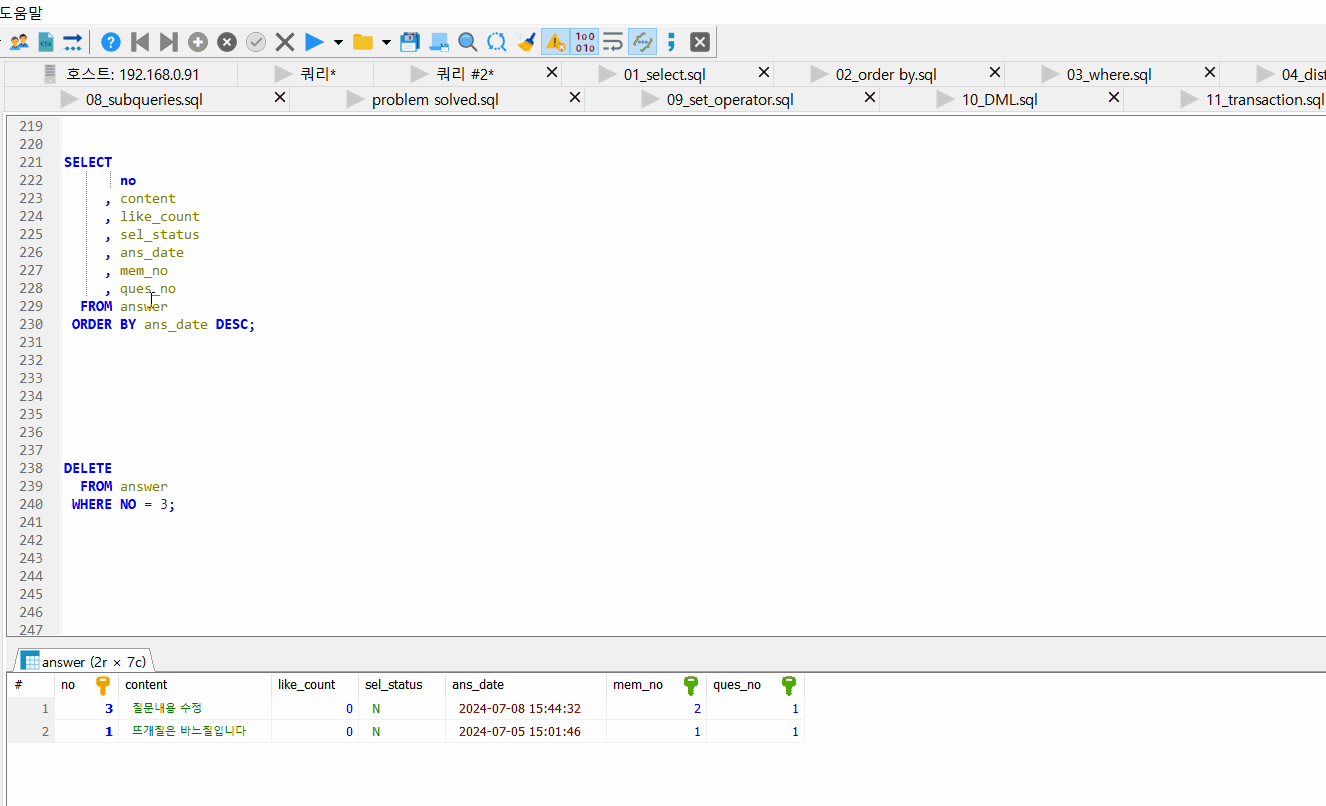 도움말
호스트: 192.168.0.91 쿼리* 쿼리 #2* 01_select.sql 02_order by.sql 03_where.sql 04_dist
08_subqueries.sql problem solved.sql 09_set_operator.sql 10_DML.sql 11_transaction.sql
219
220
221 SELECT
222 no
223 , content
224 , like_count
225 , sel_status
226 , ans_date
227 , mem_no
228 , ques_no
229 FROM answer
230 ORDER BY ans_date DESC;
231
232
233
234
235
236
237
238 DELETE
239 FROM answer
240 WHERE NO = 3;
241
242
243
244
245
246
247
answer (2r × 7c)
# no content like_count sel_status ans_date mem_no ques_no
1 3 질문내용 수정 0 N 2024-07-08 15:44:32 2 1
2 1 뜨개질은 바느질입니다 0 N 2024-07-05 15:01:46 1 1